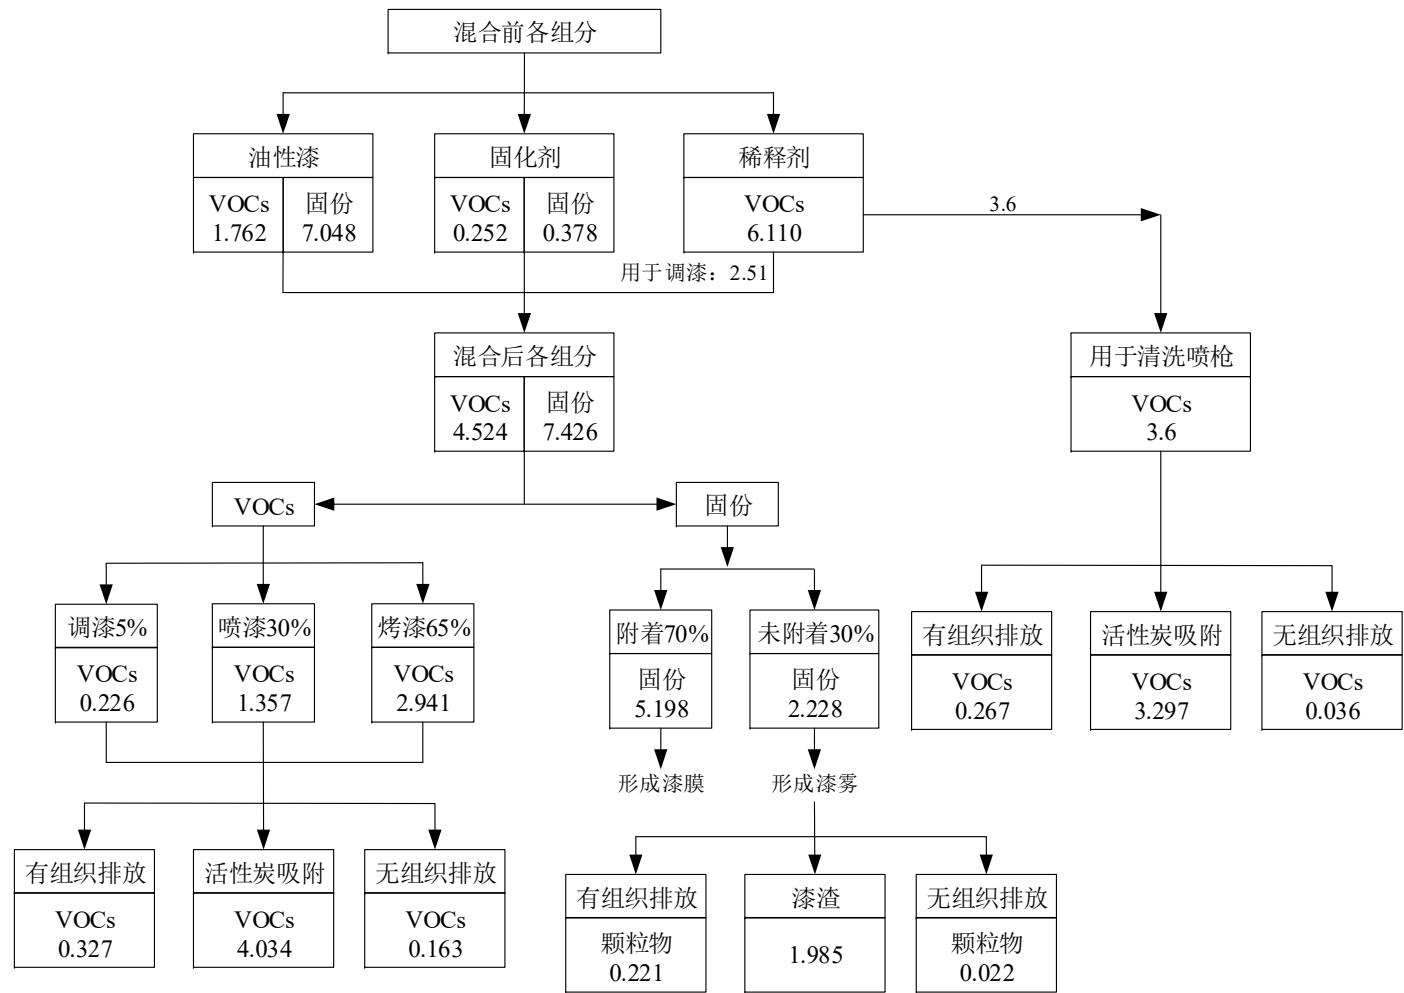 混合前各组分
油性漆
VOCs
1.762
固份
7.048
固化剂
VOCs
0.252
固份
0.378
稀释剂
VOCs
6.110
3.6
用于调漆：2.51
混合后各组分
VOCs
4.524
固份
7.426
用于清洗喷枪
VOCs
3.6
VOCs
固份
调漆5%
VOCs
0.226
喷漆30%
VOCs
1.357
烤漆65%
VOCs
2.941
附着70%
固份
5.198
未附着30%
固份
2.228
有组织排放
VOCs
0.267
活性炭吸附
VOCs
3.297
无组织排放
VOCs
0.036
形成漆膜
形成漆雾
有组织排放
VOCs
0.327
活性炭吸附
VOCs
4.034
无组织排放
VOCs
0.163
有组织排放
颗粒物
0.221
漆渣
1.985
无组织排放
颗粒物
0.022